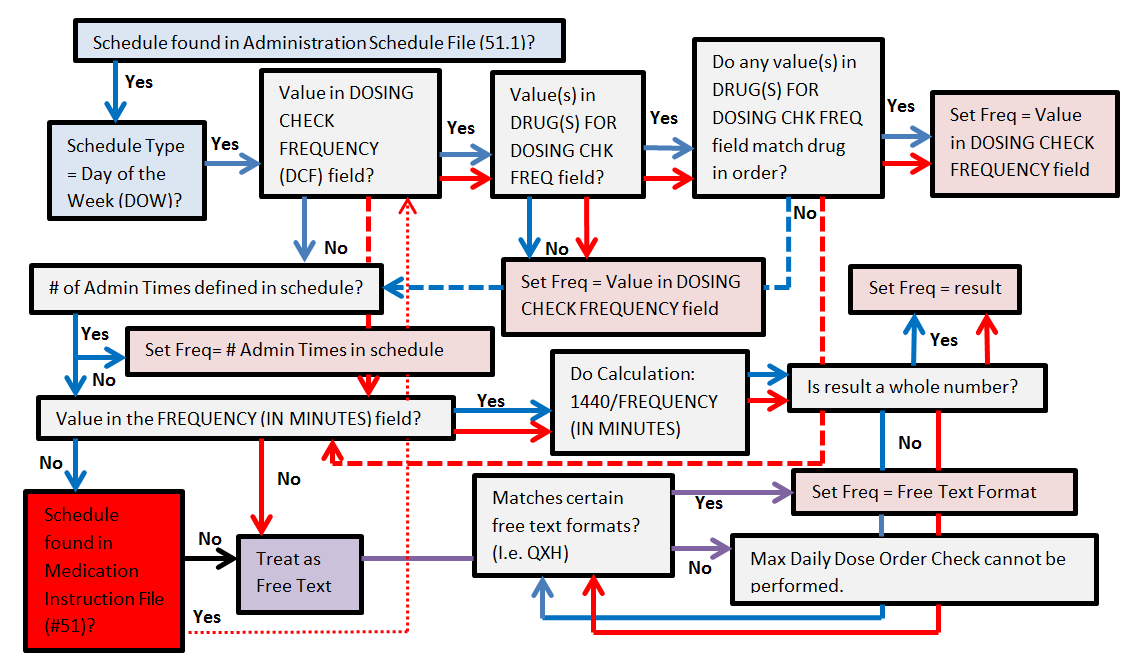 Schedule found in Administration Schedule File (51.1)?
Yes
Schedule Type
= Day of the
Week (DOW)?
Yes
Value in DOSING
CHECK
FREQUENCY
(DCF) field?
Yes
Value(s) in
DRUG(S) FOR
DOSING CHK
FREQ field?
Yes
Do any value(s) in
DRUG(S) FOR
DOSING CHK FREQ
field match drug
in order?
Yes
Set Freq = Value
in DOSING CHECK
FREQUENCY field
No
No
No
# of Admin Times defined in schedule?
Set Freq = Value in DOSING
CHECK FREQUENCY field
Set Freq = result
Yes
Set Freq= # Admin Times in schedule
No
Yes
Value in the FREQUENCY (IN MINUTES) field?
Yes
Do Calculation:
1440/FREQUENCY
(IN MINUTES)
Is result a whole number?
No
No
No
Schedule
found in
Medication
Instruction File
(#51)?
No
Yes
Treat as
Free Text
Matches certain
free text formats?
(I.e. QXH)
Yes
No
Set Freq = Free Text Format
Max Daily Dose Order Check cannot be
performed.